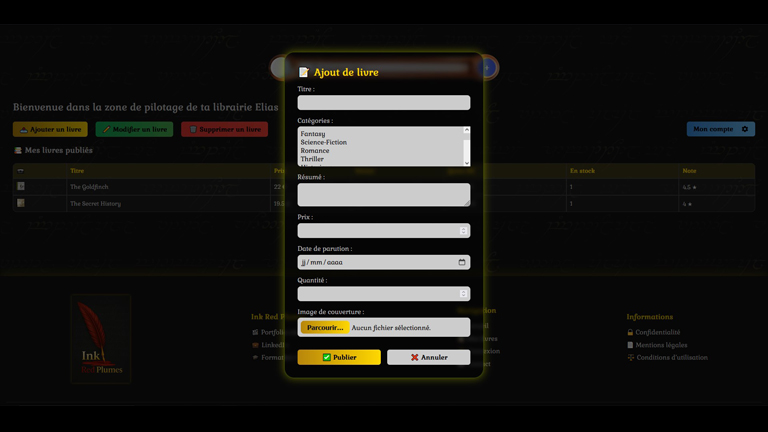 Ajout de livre
Titre :
Catégories :
Fantasy
Science-Fiction
Romance
Thriller
Résumé :
Prix :
Date de parution :
jj / mm / aaaa
Quantité :
Image de couverture :
Parcourir... Aucun fichier sélectionné.
Publier
Annuler
Bienvenue dans la zone de pilotage de ta librairie Elias
Ajouter un livre
Modifier un livre
Supprimer un livre
Mon compte
Mes livres publiés
Titre
En stock
Note
The Goldfinch
1
4.5 ★
The Secret History
1
4 ★
Ink
Red Plumes
Informations
Confidentialité
Mentions légales
Conditions d'utilisation